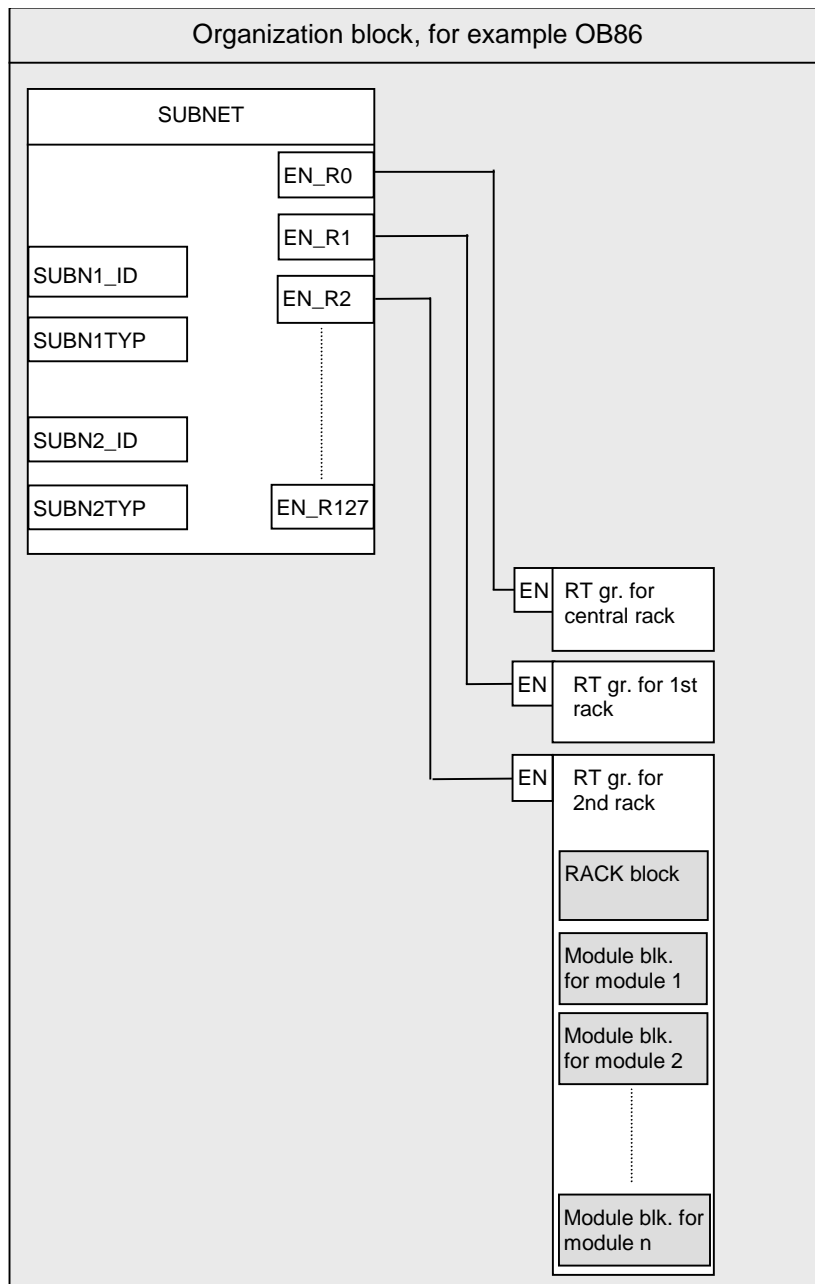 Organization block, for example OB86
SUBNET
EN_R0
EN_R1
SUBN1_ID
EN_R2
SUBN1TYP
SUBN2_ID
SUBN2TYP
EN_R127
EN
RT gr. for
central rack
EN
RT gr. for 1st
rack
EN
RT gr. for
2nd rack
RACK block
Module blk.
for module 1
Module blk.
for module 2
Module blk. for
module n